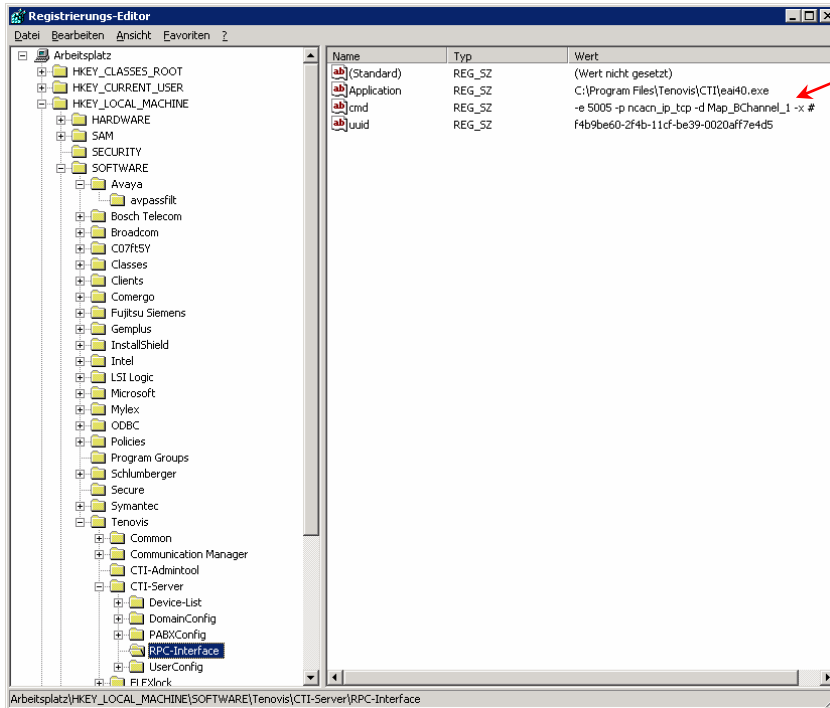 Registrierungs-Editor
Datei Bearbeiten Ansicht Favoriten ?
Arbeitsplatz
HKEY_CLASSES_ROOT
HKEY_CURRENT_USER
HKEY_LOCAL_MACHINE
HARDWARE
SAM
SECURITY
SOFTWARE
Avaya
avpassfilt
Bosch Telecom
Broadcom
C07ft5Y
Classes
Clients
Comergo
Fujitsu Siemens
Gemplus
InstallShield
Intel
LSI Logic
Microsoft
Mylex
ODBC
Policies
Program Groups
Schlumberger
Secure
Symantec
Tenovis
Common
Communication Manager
CTI-Admintool
CTI-Server
Device-List
DomainConfig
PABXConfig
RPC-Interface
UserConfig
FLEXlock
Name Typ Wert
ab (Standard) REG_SZ (Wert nicht gesetzt)
ab Application REG_SZ C:\Program Files\Tenovis\CTI\eai40.exe
ab cmd REG_SZ -e 5005 -p ncacn_ip_tcp -d Map_BChannel_1 -x #
ab uuid REG_SZ f4b9be60-2f4b-11cf-be39-0020aff7e4d5
Arbeitsplatz\HKEY_LOCAL_MACHINE\SOFTWARE\Tenovis\CTI-Server\RPC-Interface